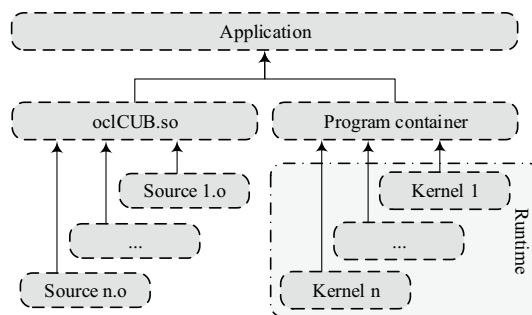 Application
oclCUB.so
Program container
Source 1.o
Kernel 1
...
...
Source n.o
Kernel n
Runtime